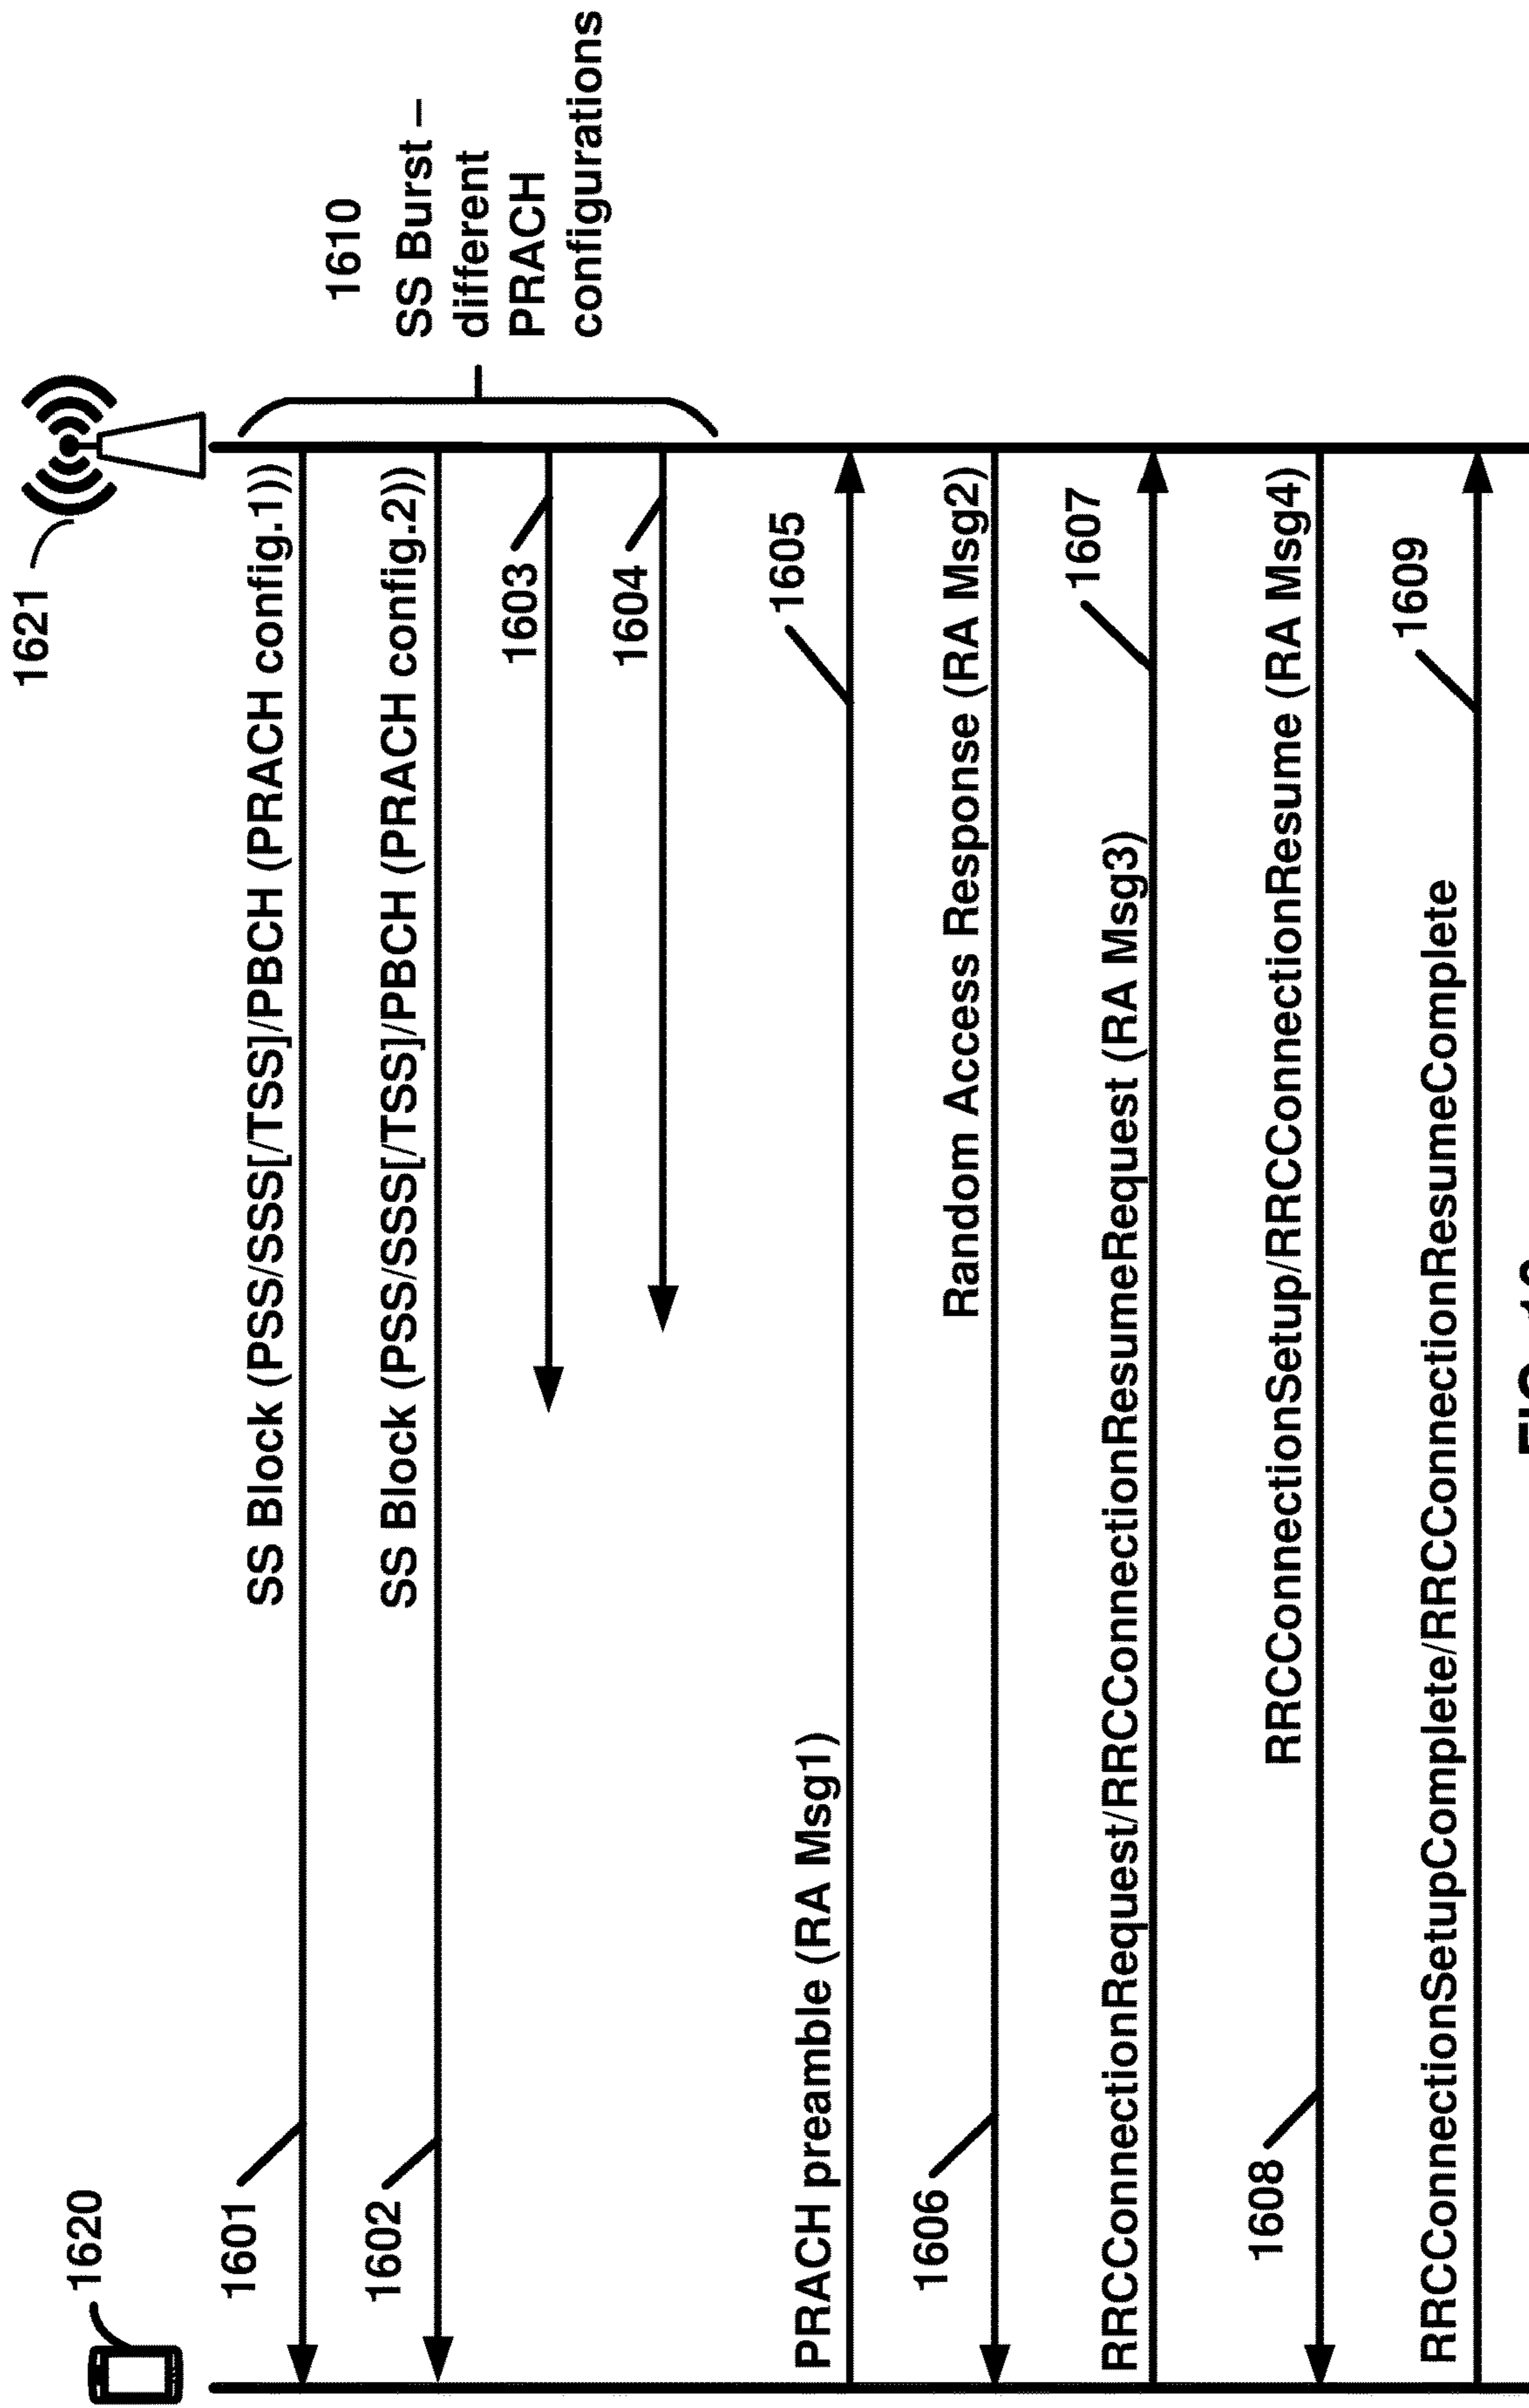 1620
1621
1610
SS Burst –
different
PRACH
configurations
SS Block (PSS/SSS[/TSS]/PBCH (PRACH config.1))
1601
SS Block (PSS/SSS[/TSS]/PBCH (PRACH config.2))
1602
1603
1604
PRACH preamble (RA Msg1)
1605
Random Access Response (RA Msg2)
1606
RRCConnectionRequest/RRCConnectionResumeRequest (RA Msg3)
1607
RRCConnectionSetup/RRCConnectionResume (RA Msg4)
1608
RRCConnectionSetupComplete/RRCConnectionResumeComplete
1609